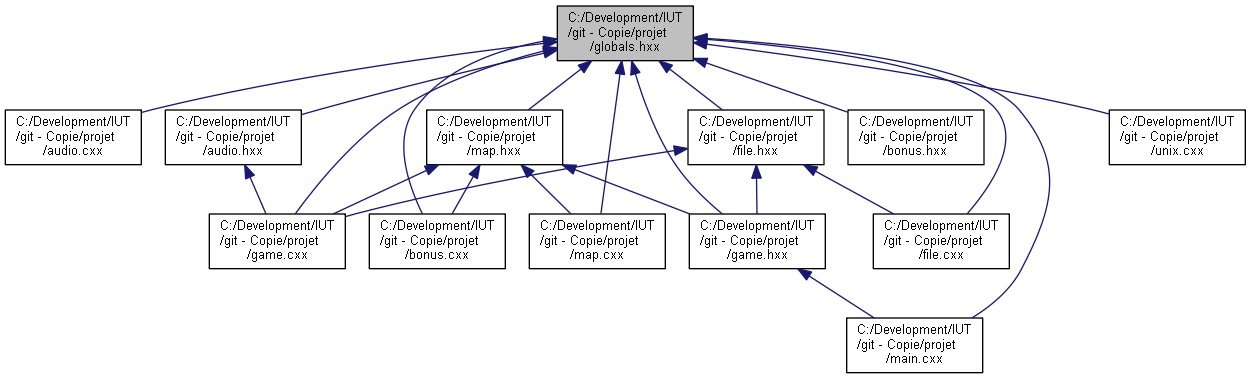 C:/Development/IUT
/git - Copie/projet
/globals.hxx
C:/Development/IUT
/git - Copie/projet
/audio.cxx
C:/Development/IUT
/git - Copie/projet
/audio.hxx
C:/Development/IUT
/git - Copie/projet
/map.hxx
C:/Development/IUT
/git - Copie/projet
/file.hxx
C:/Development/IUT
/git - Copie/projet
/bonus.hxx
C:/Development/IUT
/git - Copie/projet
/unix.cxx
C:/Development/IUT
/git - Copie/projet
/game.cxx
C:/Development/IUT
/git - Copie/projet
/bonus.cxx
C:/Development/IUT
/git - Copie/projet
/map.cxx
C:/Development/IUT
/git - Copie/projet
/game.hxx
C:/Development/IUT
/git - Copie/projet
/file.cxx
C:/Development/IUT
/git - Copie/projet
/main.cxx